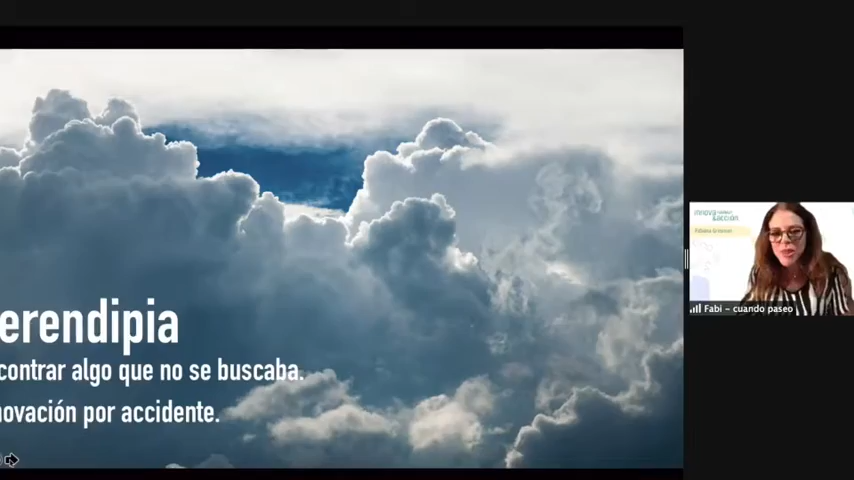 erendipia
contrar algo que no se buscaba.
novación por accidente.
innova
&acción
Fabi - cuando paseo